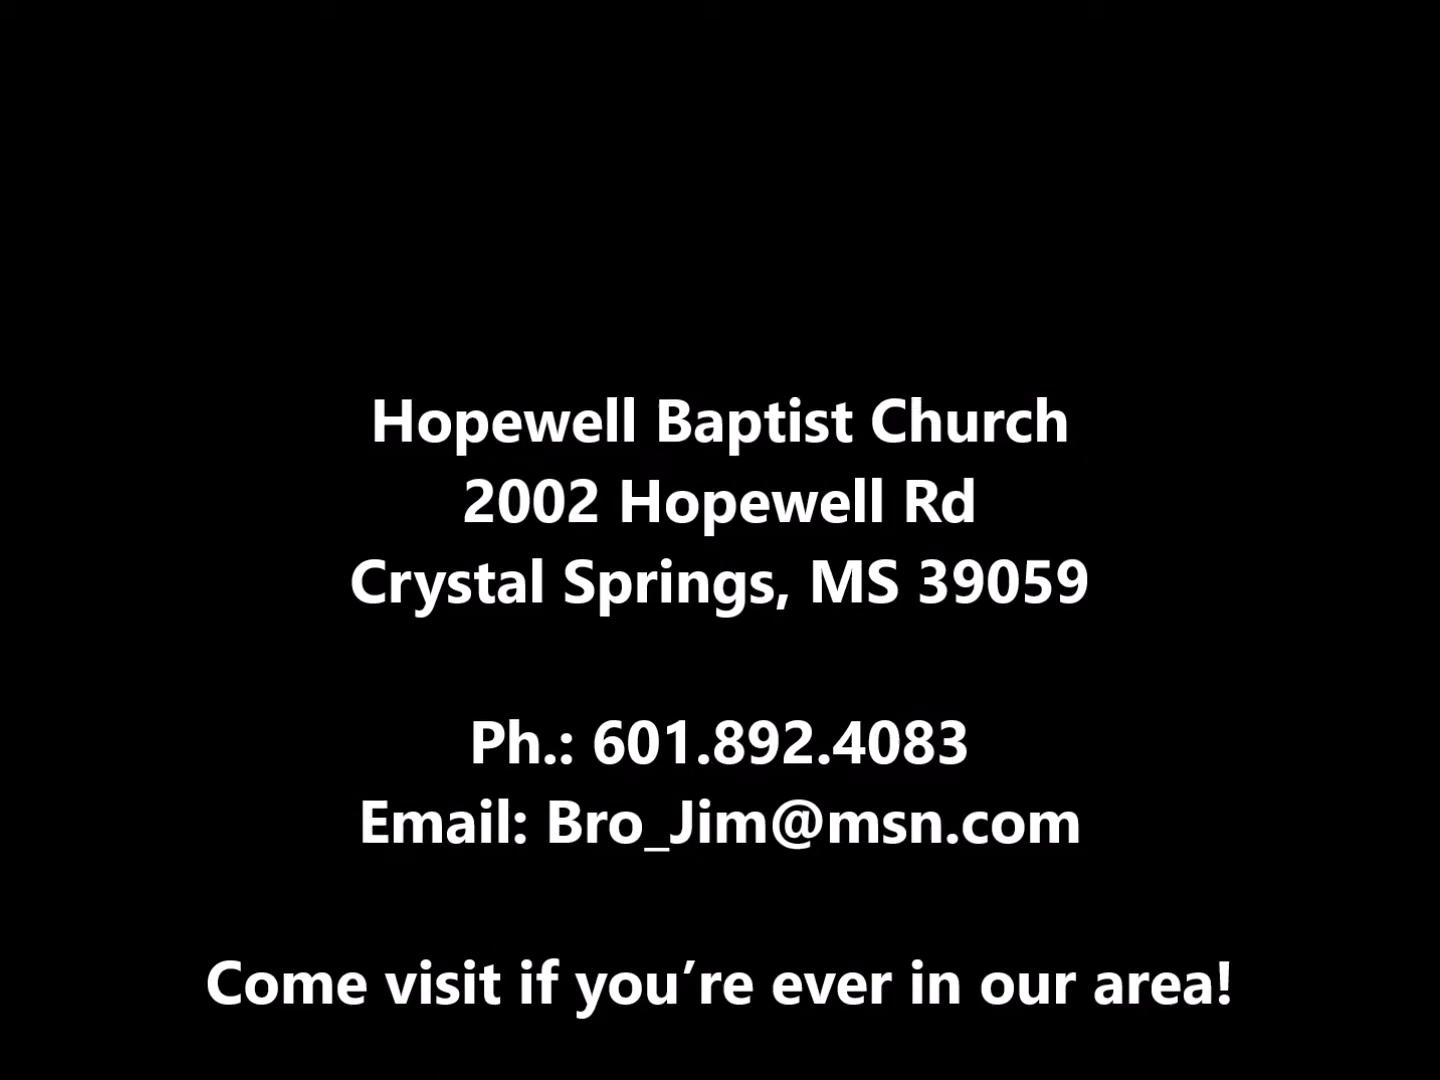 Hopewell Baptist Church
2002 Hopewell Rd
Crystal Springs, MS 39059
Ph.: 601.892.4083
Email: Bro_Jim@msn.com
Come visit if you’re ever in our area!